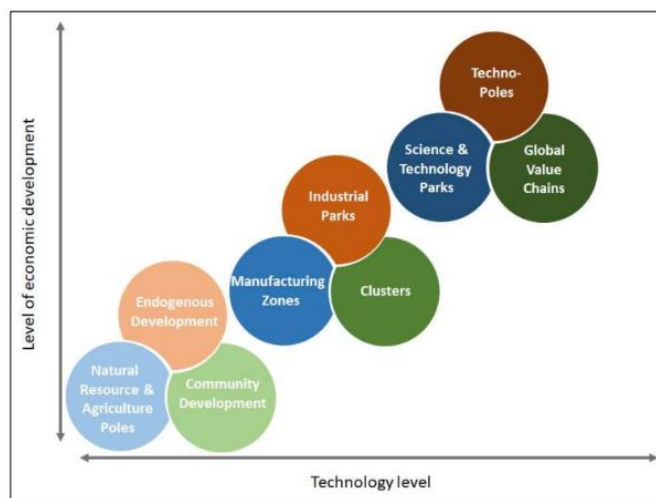 Level of economic development
Techno-
Poles
Science &
Technology
Parks
Global
Value
Chains
Industrial
Parks
Manufacturing
Zones
Clusters
Endogenous
Development
Natural
Resource &
Agriculture
Poles
Community
Development
Technology level